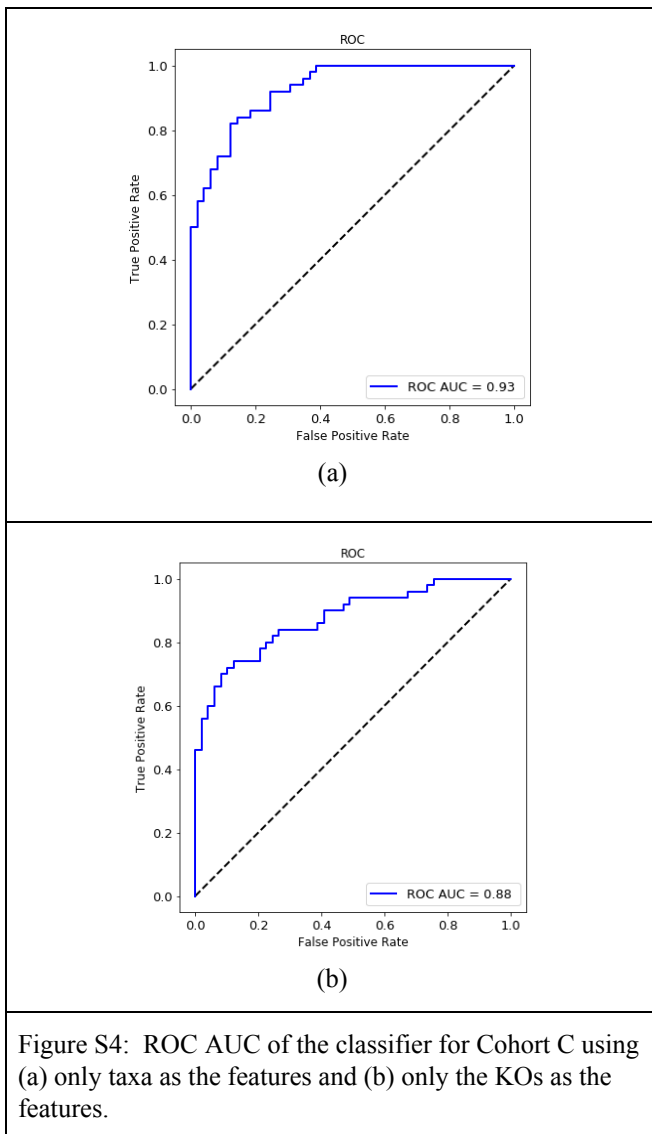 ROC
1.0
0.8
0.6
0.4
0.2
0.0
True Positive Rate
ROC AUC = 0.93
0.0 0.2 0.4 0.6 0.8 1.0
False Positive Rate
(a)
ROC
1.0
0.8
0.6
0.4
0.2
0.0
True Positive Rate
ROC AUC = 0.88
0.0 0.2 0.4 0.6 0.8 1.0
False Positive Rate
(b)
Figure S4: ROC AUC of the classifier for Cohort C using
(a) only taxa as the features and (b) only the KOs as the
features.